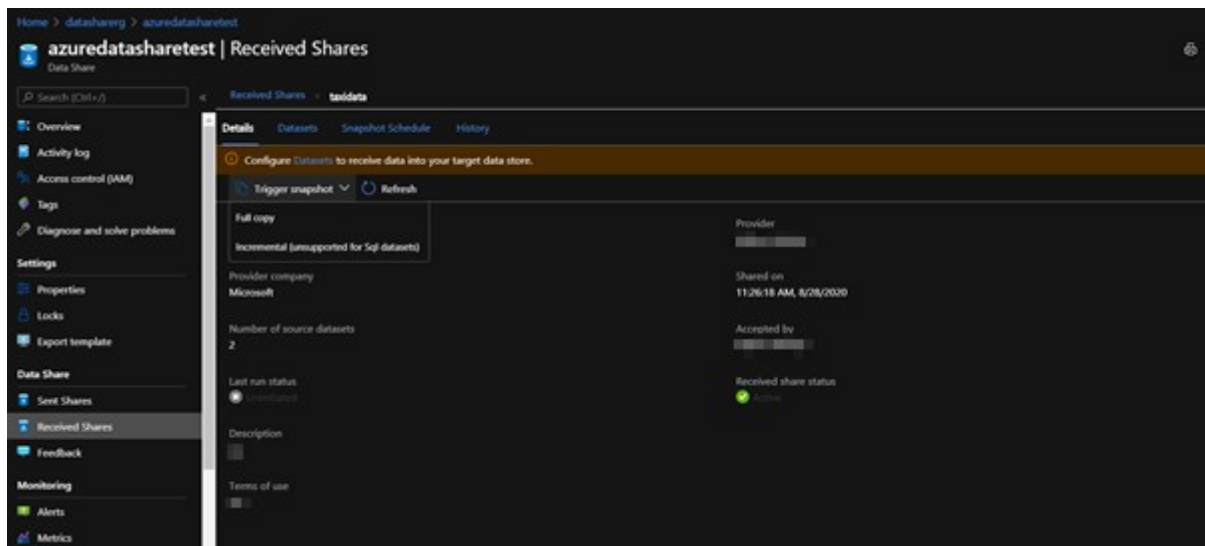 Home > datasharerg > azuredatasharetest
azuredatasharetest | Received Shares
Data Share
Search (Ctrl+/)
«
Received Shares > taxidata
Overview
Activity log
Access control (IAM)
Tags
Diagnose and solve problems
Settings
Properties
Locks
Export template
Data Share
Sent Shares
Received Shares
Feedback
Monitoring
Alerts
Metrics
Details Datasets Snapshot Schedule History
Configure Datasets to receive data into your target data store.
Trigger snapshot Refresh
Full copy
Incremental (unsupported for Sql datasets)
Provider
Provider company
Microsoft
Shared on
11:26:18 AM, 8/28/2020
Number of source datasets
2
Accepted by
Last run status
Uninitiated
Received share status
Active
Description
Terms of use